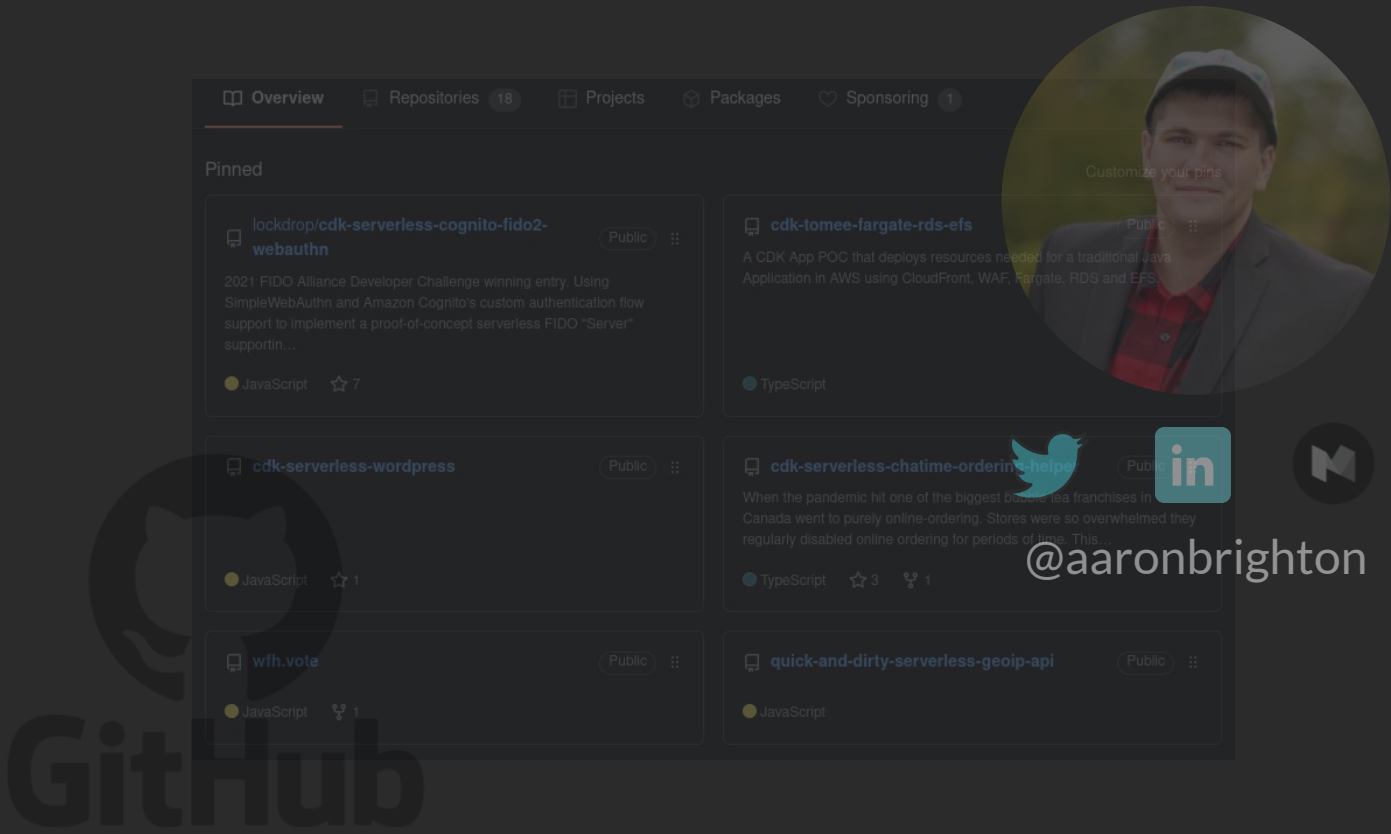 Overview Repositories 18 Projects Packages Sponsoring 1
Pinned
Customize your pins
lockdrop/cdk-serverless-cognito-fido2-
webauthn
Public
2021 FIDO Alliance Developer Challenge winning entry. Using
SimpleWebAuthn and Amazon Cognito's custom authentication flow
support to implement a proof-of-concept serverless FIDO "Server"
supportin…
JavaScript 7
cdk-tomee-fargate-rds-efs
Public
A CDK App POC that deploys resources needed for a traditional Java
Application in AWS using CloudFront, WAF, Fargate, RDS and EFS.
TypeScript
cdk-serverless-wordpress
Public
JavaScript 1
cdk-serverless-chatime-ordering-helper
Public
When the pandemic hit one of the biggest bubble tea franchises in
Canada went to purely online-ordering. Stores were so overwhelmed they
regularly disabled online ordering for periods of time. This…
TypeScript 3 1
wfh.vote
Public
JavaScript 1
quick-and-dirty-serverless-geoip-api
Public
JavaScript
in
@aaronbrighton
GitHub